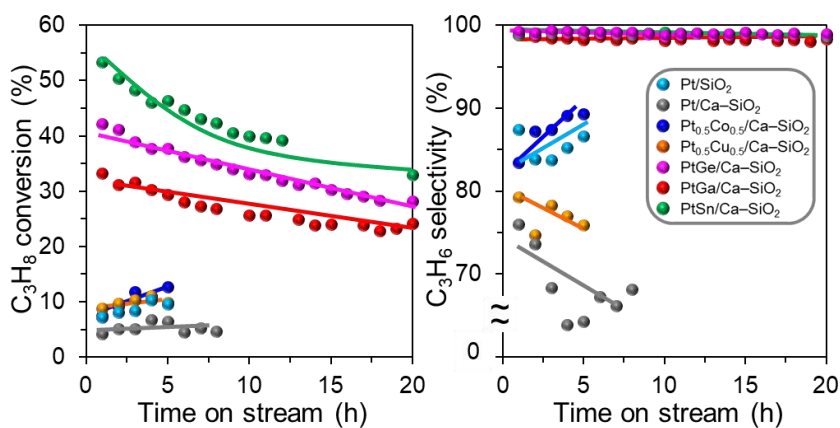 C₃H₈ conversion (%)
60
50
40
30
20
10
0
0
5
10
15
20
Time on stream (h)
C₃H₆ selectivity (%)
100
90
80
70
≈
0
0
5
10
15
20
Time on stream (h)
Pt/SiO₂
Pt/Ca–SiO₂
Pt₀.₅Co₀.₅/Ca–SiO₂
Pt₀.₅Cu₀.₅/Ca–SiO₂
PtGe/Ca–SiO₂
PtGa/Ca–SiO₂
PtSn/Ca–SiO₂